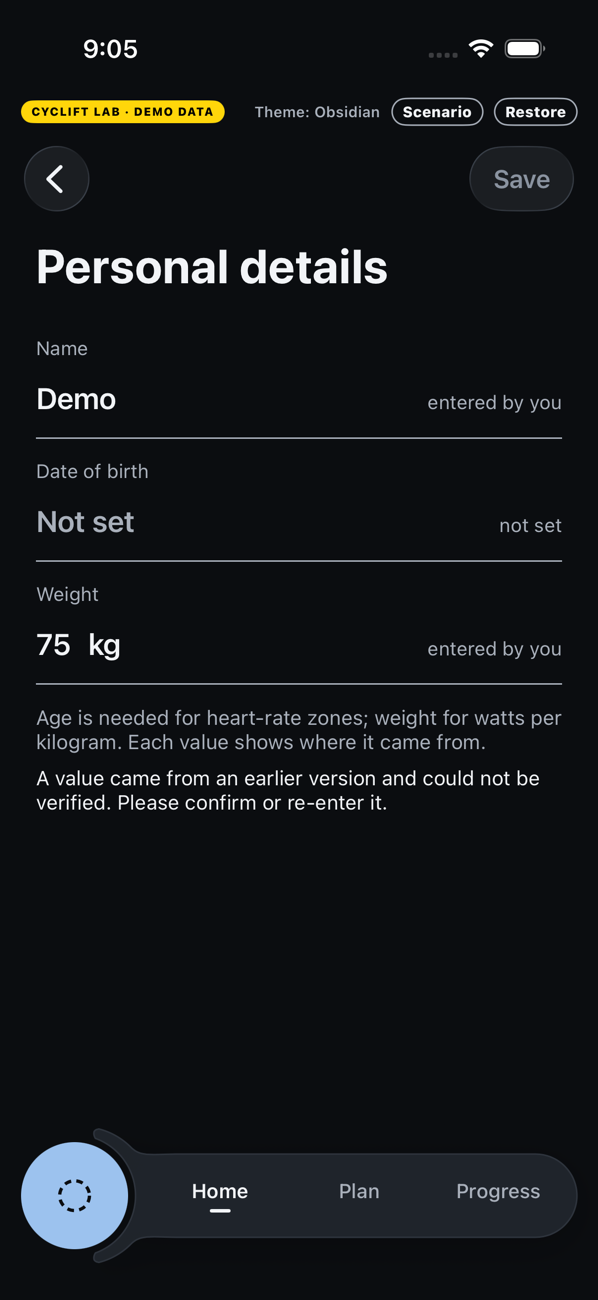 9:05
CYCLIFT LAB · DEMO DATA
Theme: Obsidian
Scenario
Restore
Save
Personal details
Name
Demo
entered by you
Date of birth
Not set
not set
Weight
75 kg
entered by you
Age is needed for heart-rate zones; weight for watts per
kilogram. Each value shows where it came from.
A value came from an earlier version and could not be
verified. Please confirm or re-enter it.
Home
Plan
Progress